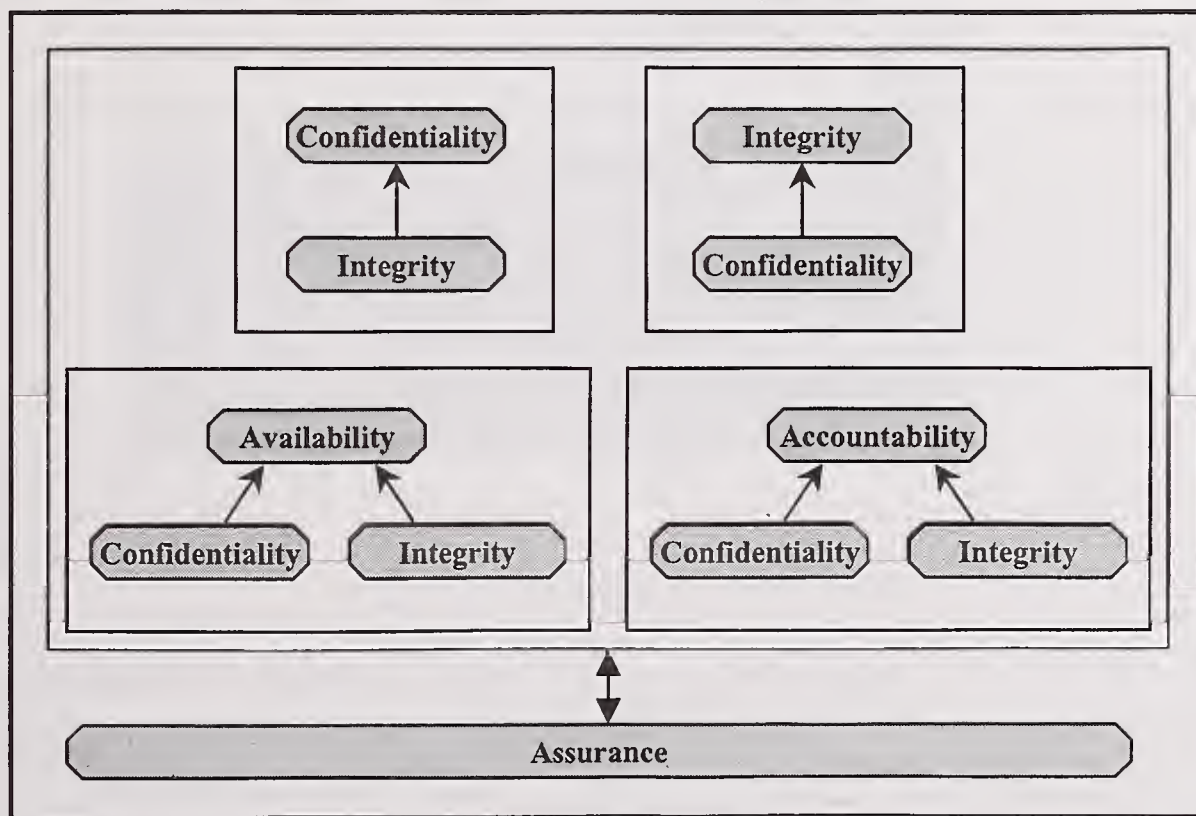 Confidentiality
Integrity
Integrity
Confidentiality
Availability
Confidentiality
Integrity
Accountability
Confidentiality
Integrity
Assurance